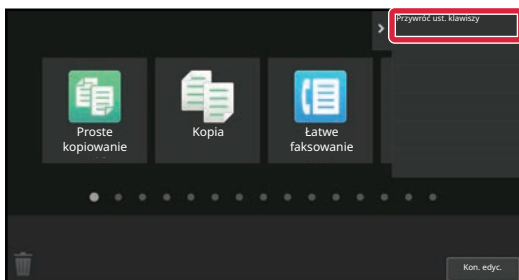 Przywróć ust. klawiszy
Proste
kopiowanie
Kopia
Łatwe
faksowanie
Kon. edyc.